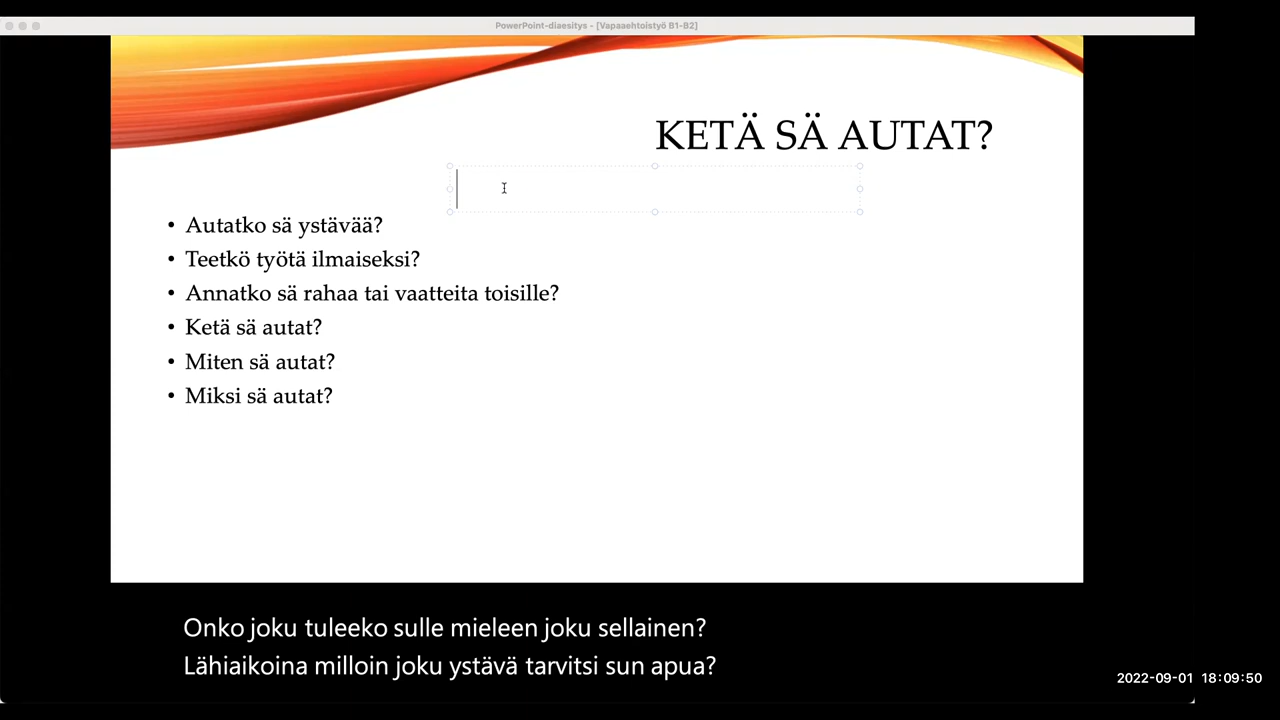 PowerPoint-diaesitys - [Vapaaehtoistyö B1-B2]
KETÄ SÄ AUTAT?
• Autatko sä ystävää?
• Teetkö työtä ilmaiseksi?
• Annatko sä rahaa tai vaatteita toisille?
• Ketä sä autat?
• Miten sä autat?
• Miksi sä autat?
Onko joku tuleeko sulle mieleen joku sellainen?
Lähiaikoina milloin joku ystävä tarvitsi sun apua?
2022-09-01 18:09:50